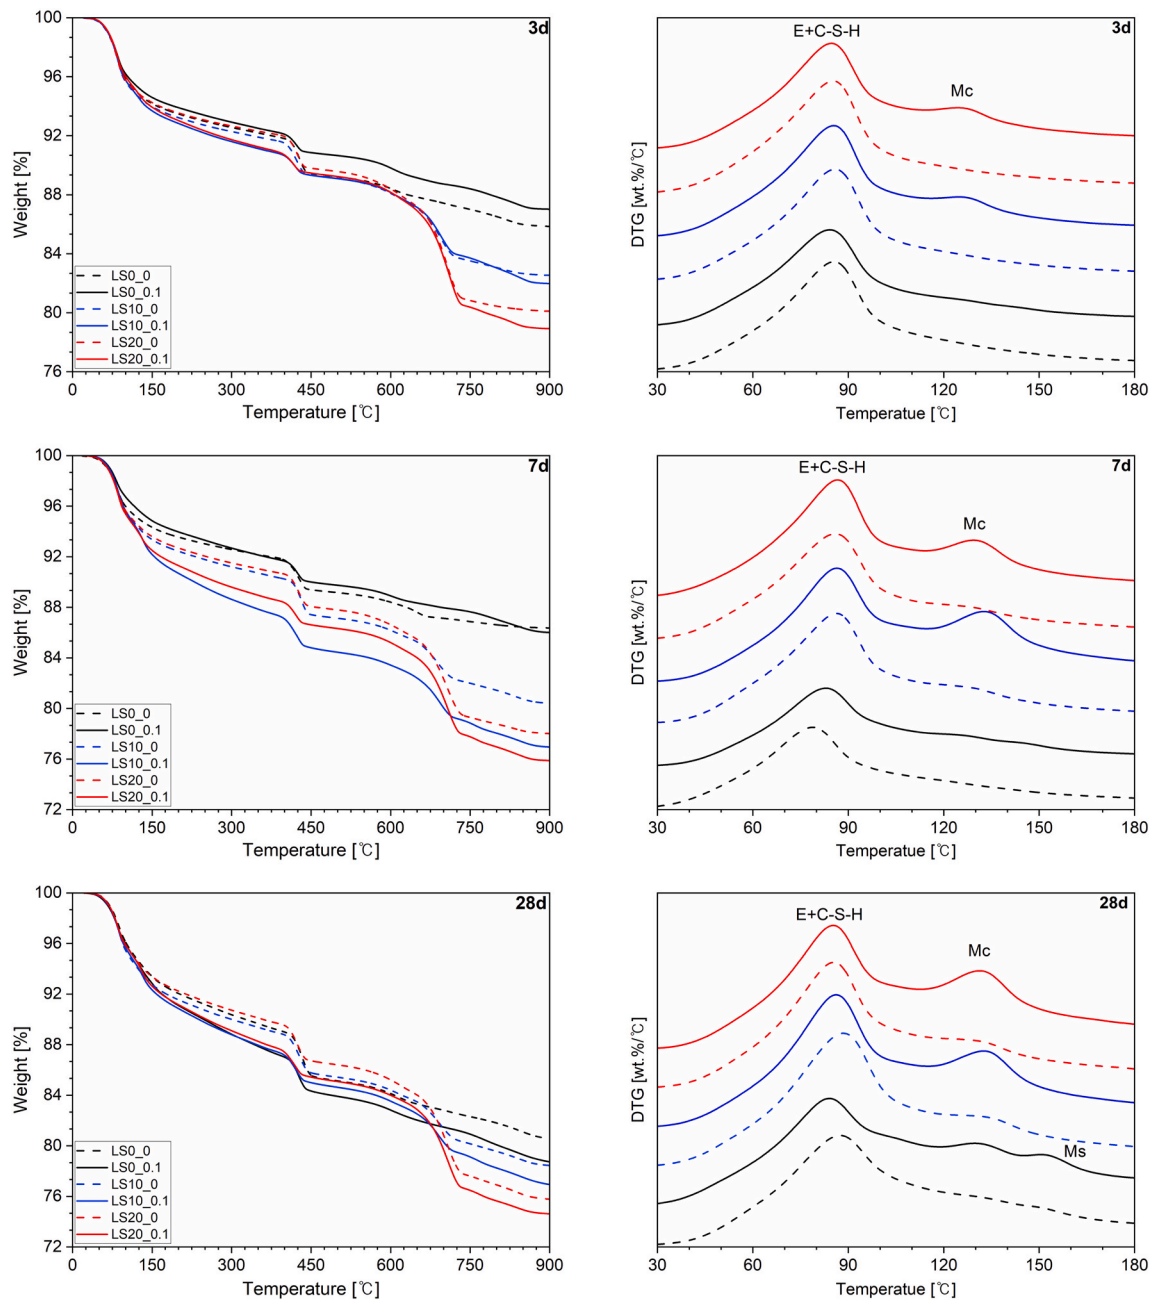 3d
Weight [%]
100
96
92
88
84
80
76
LS0_0
LS0_0.1
LS10_0
LS10_0.1
LS20_0
LS20_0.1
0 150 300 450 600 750 900
Temperature [℃]
3d
E+C-S-H
Mc
DTG [wt.%/℃]
30 60 90 120 150 180
Temperatue [℃]
7d
Weight [%]
100
96
92
88
84
80
76
72
LS0_0
LS0_0.1
LS10_0
LS10_0.1
LS20_0
LS20_0.1
0 150 300 450 600 750 900
Temperature [℃]
7d
E+C-S-H
Mc
DTG [wt.%/℃]
30 60 90 120 150 180
Temperatue [℃]
28d
Weight [%]
100
96
92
88
84
80
76
72
LS0_0
LS0_0.1
LS10_0
LS10_0.1
LS20_0
LS20_0.1
0 150 300 450 600 750 900
Temperature [℃]
28d
E+C-S-H
Mc
Ms
DTG [wt.%/℃]
30 60 90 120 150 180
Temperatue [℃]